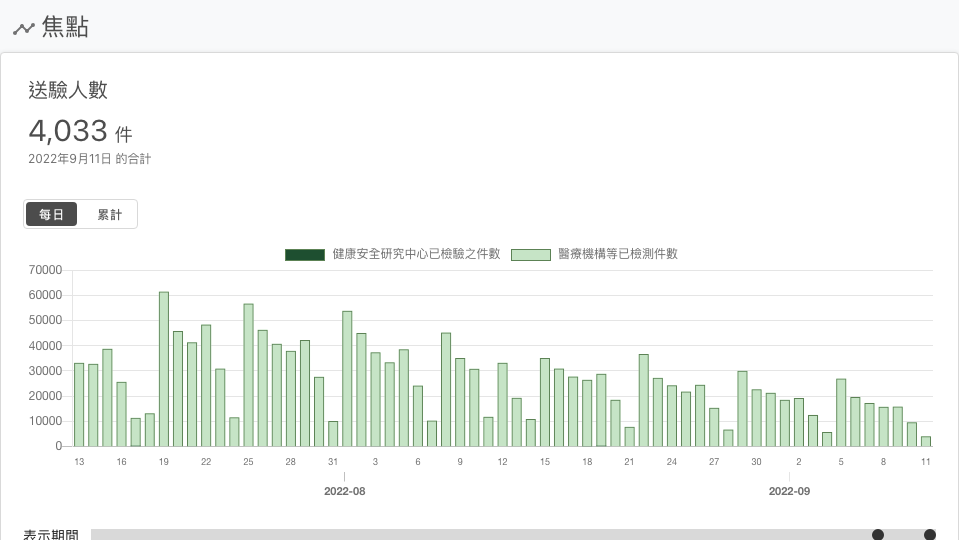 焦點
送驗人數
4,033 件
2022年9月11日 的合計
每日 累計
健康安全研究中心已檢驗之件數 醫療機構等已檢測件數
70000
60000
50000
40000
30000
20000
10000
0
13 16 19 22 25 28 31 3 6 9 12 15 18 21 24 27 30 2 5 8 11
2022-08 2022-09
表示期間